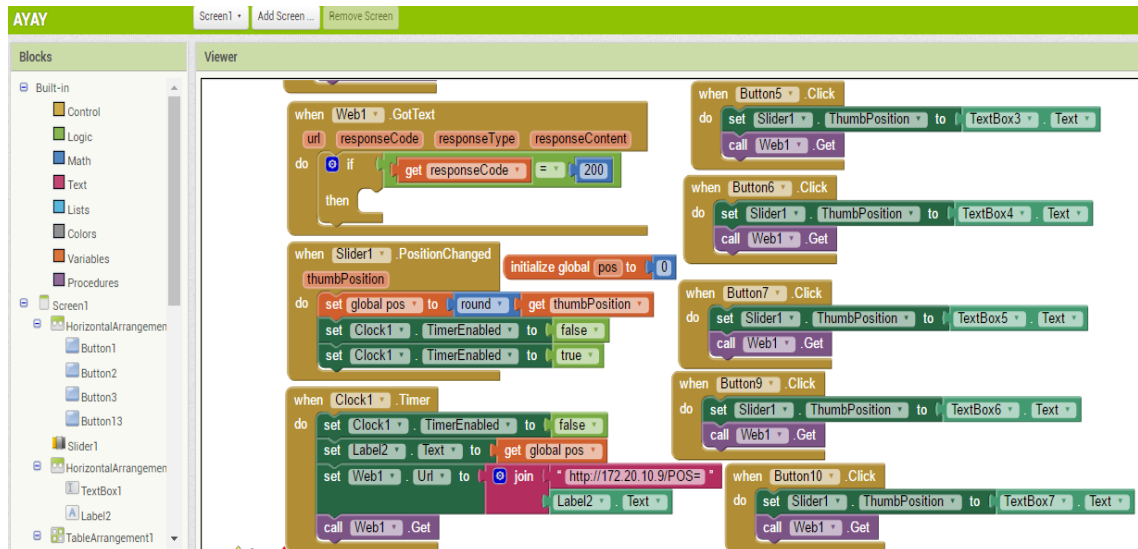 AYAY
Screen1
Add Screen ...
Remove Screen
Blocks
Viewer
Built-in
Control
Logic
Math
Text
Lists
Colors
Variables
Procedures
Screen1
HorizontalArrangemen
Button1
Button2
Button3
Button13
Slider1
HorizontalArrangemen
TextBox1
Label2
TableArrangement1
when Web1 .GotText
url responseCode responseType responseContent
do if get responseCode = 200
then
when Slider1 .PositionChanged
thumbPosition
do set global pos to round get thumbPosition
set Clock1 . TimerEnabled to false
set Clock1 . TimerEnabled to true
initialize global pos to 0
when Clock1 .Timer
do set Clock1 . TimerEnabled to false
set Label2 . Text to get global pos
set Web1 . Url to join " http://172.20.10.9/POS= "
Label2 . Text
call Web1 .Get
when Button5 .Click
do set Slider1 . ThumbPosition to TextBox3 . Text
call Web1 .Get
when Button6 .Click
do set Slider1 . ThumbPosition to TextBox4 . Text
call Web1 .Get
when Button7 .Click
do set Slider1 . ThumbPosition to TextBox5 . Text
call Web1 .Get
when Button9 .Click
do set Slider1 . ThumbPosition to TextBox6 . Text
call Web1 .Get
when Button10 .Click
do set Slider1 . ThumbPosition to TextBox7 . Text
call Web1 .Get